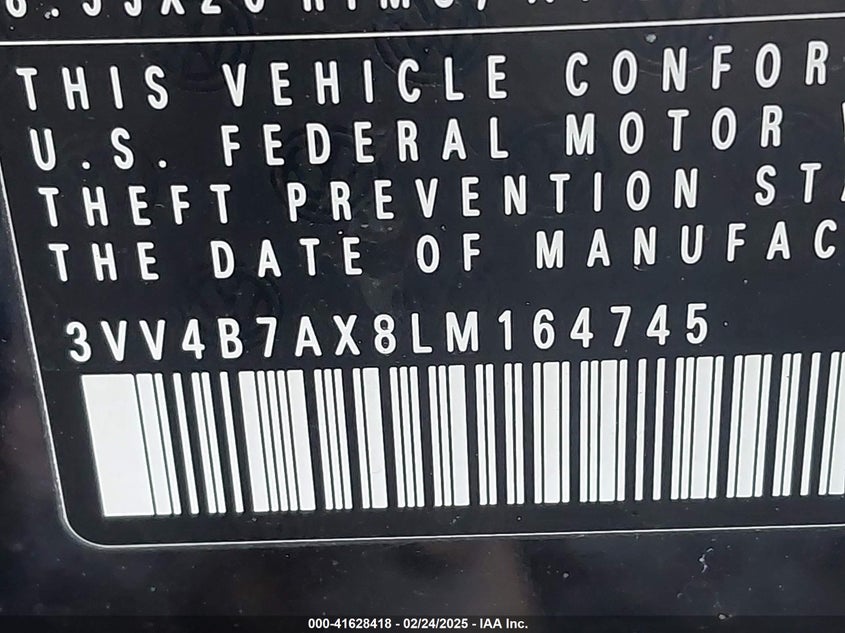 THIS VEHICLE CONFOR
U.S. FEDERAL MOTOR
THEFT PREVENTION STA
THE DATE OF MANUFAC
3VV4B7AX8LM164745
000-41628418 - 02/24/2025 - IAA Inc.